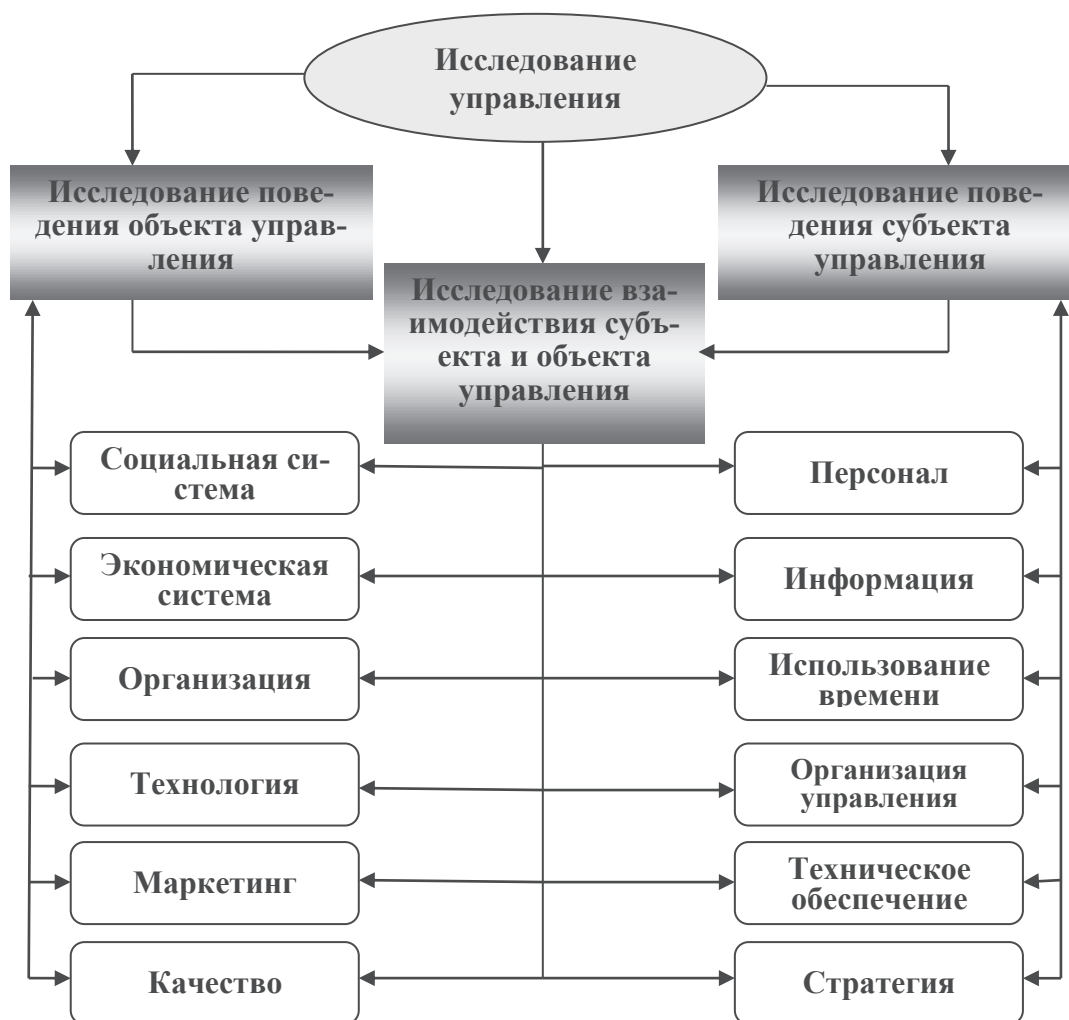 Исследование
управления
Исследование пове-
дения объекта управ-
ления
Исследование пове-
дения субъекта
управления
Исследование вза-
имодействия субъ-
екта и объекта
управления
Социальная си-
стема
Персонал
Экономическая
система
Информация
Организация
Использование
времени
Технология
Организация
управления
Маркетинг
Техническое
обеспечение
Качество
Стратегия